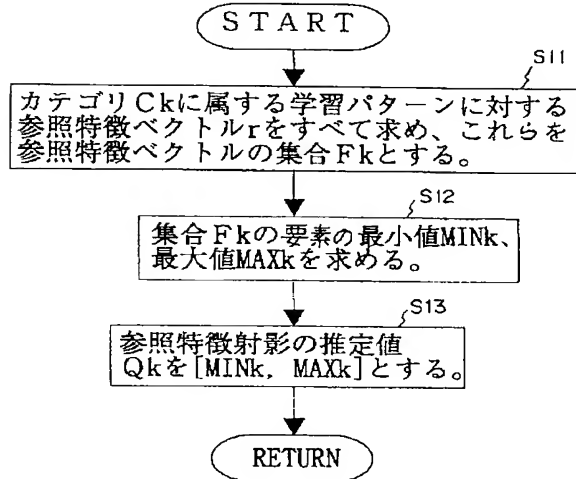 START
S11
カテゴリCkに属する学習パターンに対する
参照特徴ベクトルrをすべて求め、これらを
参照特徴ベクトルの集合Fkとする。
S12
集合Fkの要素の最小値MINk、
最大値MAXkを求める。
S13
参照特徴射影の推定値
Qkを[MINk, MAXk]とする。
RETURN